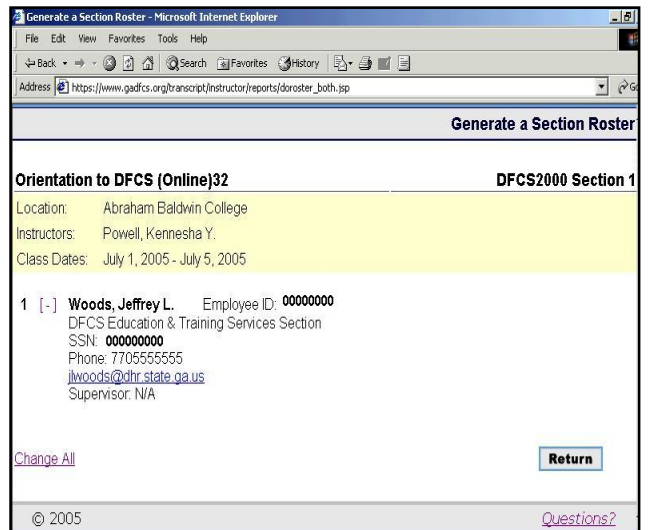 Generate a Section Roster - Microsoft Internet Explorer
File Edit View Favorites Tools Help
Back Search Favorites History
Address https://www.gadfcs.org/transcript/instructor/reports/doroster_both.jsp
Generate a Section Roster
Orientation to DFCS (Online)32 DFCS2000 Section 1
Location: Abraham Baldwin College
Instructors: Powell, Kennesha Y.
Class Dates: July 1, 2005 - July 5, 2005
1 [-] Woods, Jeffrey L. Employee ID: 00000000
DFCS Education & Training Services Section
SSN: 000000000
Phone: 7705555555
jlwoods@dhr.state.ga.us
Supervisor: N/A
Change All Return
© 2005 Questions?